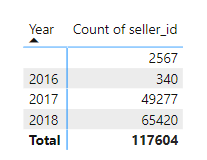 Year Count of seller_id
2567
2016 340
2017 49277
2018 65420
Total 117604